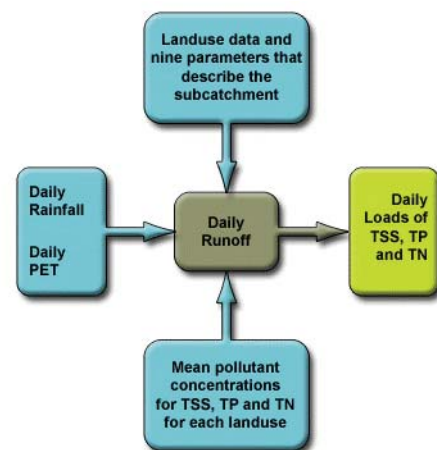 Landuse data and
nine parameters that
describe the
subcatchment
Daily
Rainfall
Daily
PET
Daily
Runoff
Daily
Loads of
TSS, TP
and TN
Mean pollutant
concentrations
for TSS, TP and TN
for each landuse